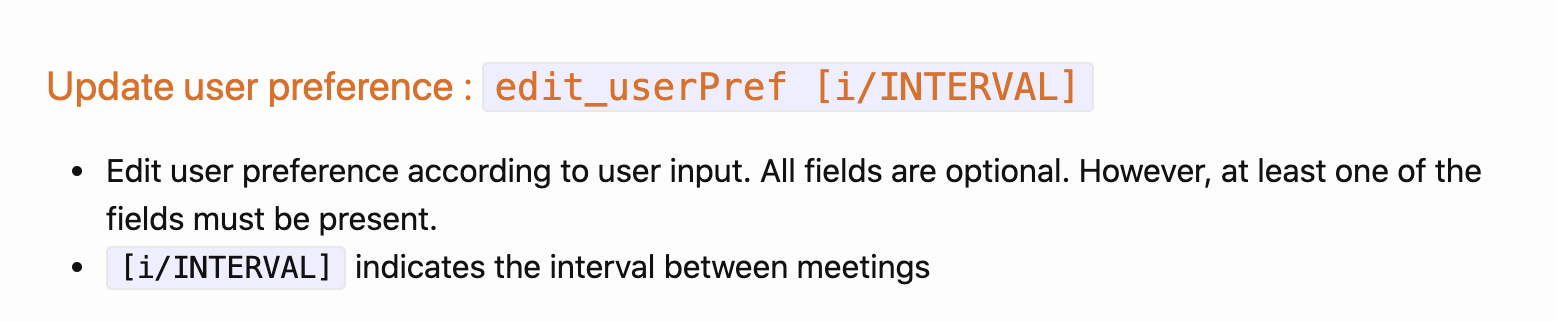 Update user preference : edit_userPref [i/INTERVAL]
• Edit user preference according to user input. All fields are optional. However, at least one of the
fields must be present.
• [i/INTERVAL] indicates the interval between meetings